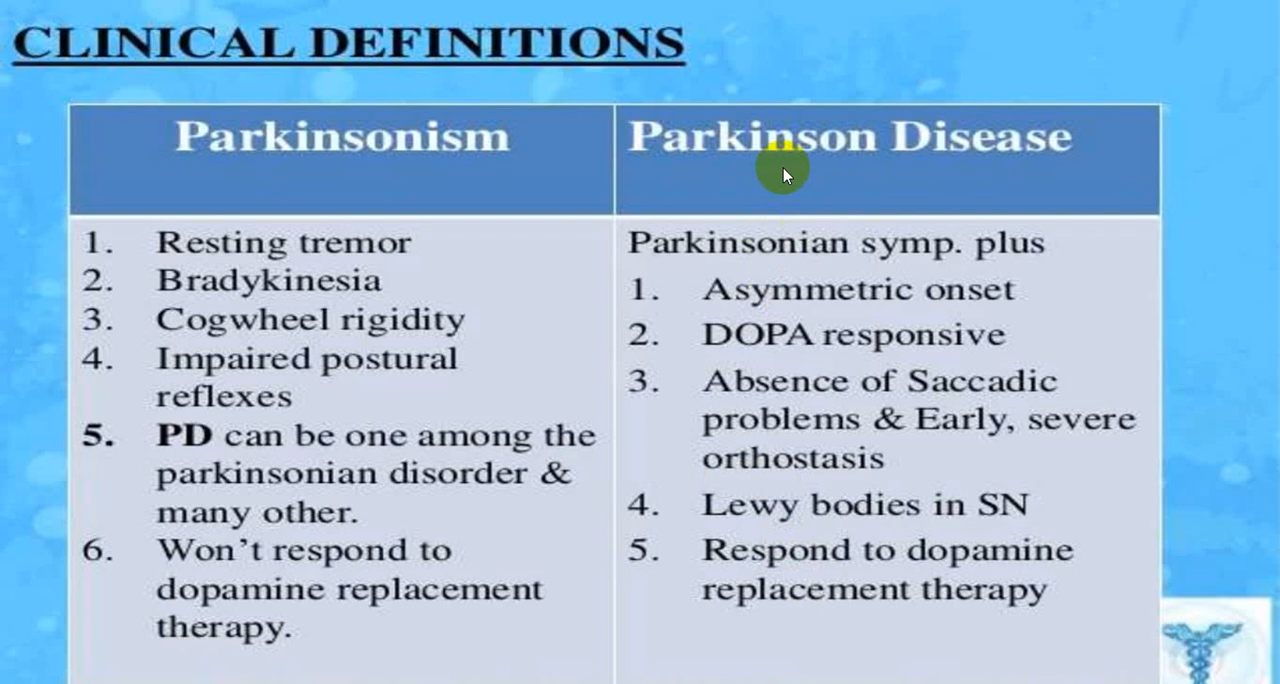 CLINICAL DEFINITIONS
Parkinsonism
1. Resting tremor
2. Bradykinesia
3. Cogwheel rigidity
4. Impaired postural
reflexes
5. PD can be one among the
parkinsonian disorder &
many other.
6. Won't respond to
dopamine replacement
therapy.
Parkinson Disease
Parkinsonian symp. plus
1. Asymmetric onset
2. DOPA responsive
3. Absence of Saccadic
problems & Early, severe
orthostasis
4. Lewy bodies in SN
5. Respond to dopamine
replacement therapy